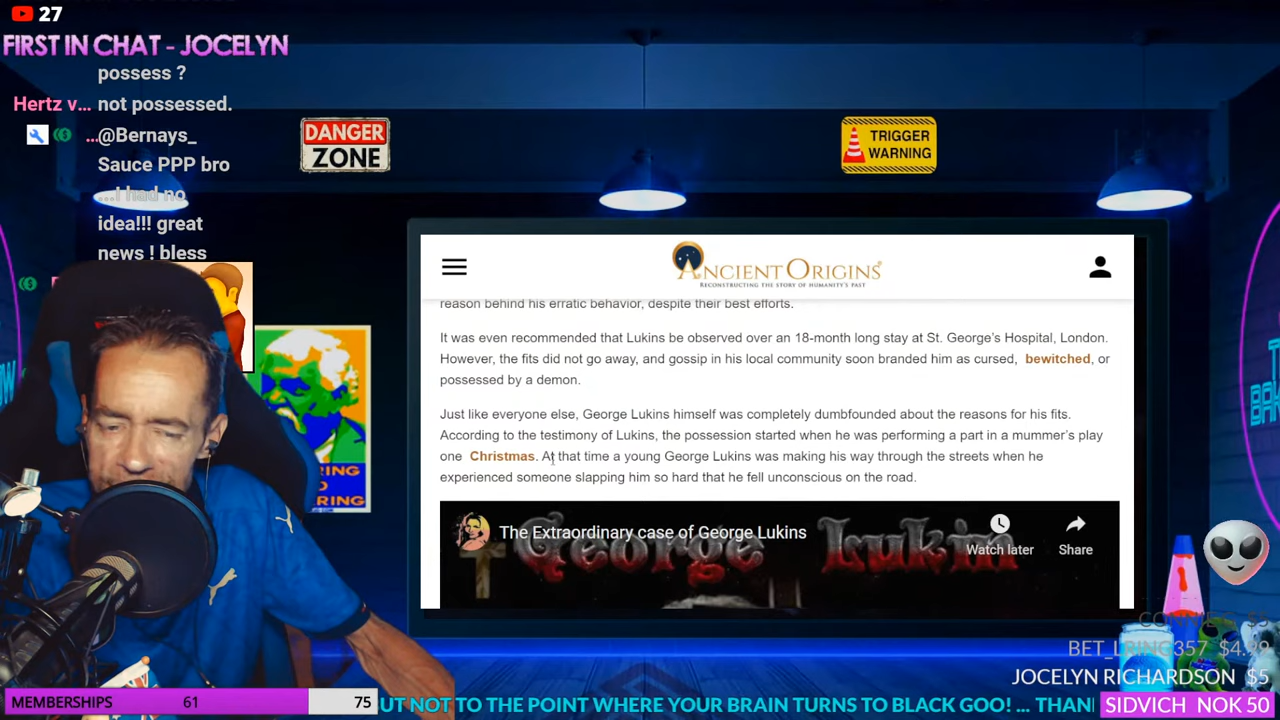 27
FIRST IN CHAT - JOCELYN
possess ?
Hertz v... not possessed.
...@Bernays_
Sauce PPP bro
...I had no
idea!!! great
news ! bless
DANGER
ZONE
TRIGGER
WARNING
ANCIENT ORIGINS
RECONSTRUCTING THE STORY OF HUMANITY'S PAST
reason behind his erratic behavior, despite their best efforts.
It was even recommended that Lukins be observed over an 18-month long stay at St. George's Hospital, London.
However, the fits did not go away, and gossip in his local community soon branded him as cursed, bewitched, or
possessed by a demon.
Just like everyone else, George Lukins himself was completely dumbfounded about the reasons for his fits.
According to the testimony of Lukins, the possession started when he was performing a part in a mummer's play
one Christmas. At that time a young George Lukins was making his way through the streets when he
experienced someone slapping him so hard that he fell unconscious on the road.
The Extraordinary case of George Lukins
George Lukin
Watch later
Share
RING
$5
BET_LRING357 $4.99
JOCELYN RICHARDSON $5
MEMBERSHIPS 61 75
UT NOT TO THE POINT WHERE YOUR BRAIN TURNS TO BLACK GOO! ... THAN
SIDVICH NOK 50